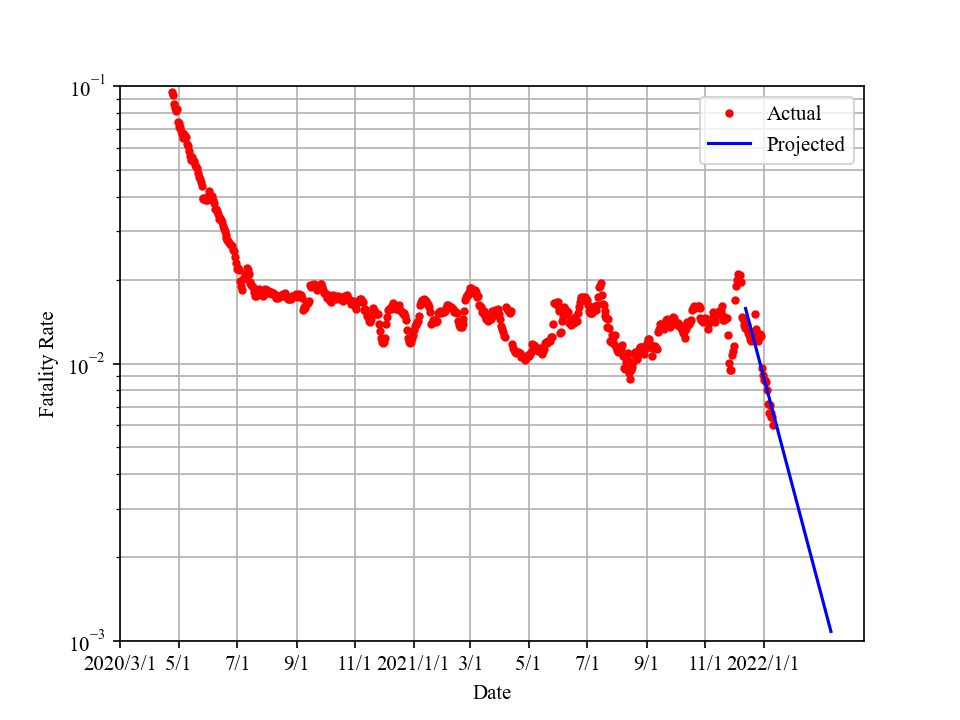 10⁻¹
Actual
Projected
Fatality Rate
10⁻²
10⁻³
2020/3/1 5/1 7/1 9/1 11/1 2021/1/1 3/1 5/1 7/1 9/1 11/1 2022/1/1
Date